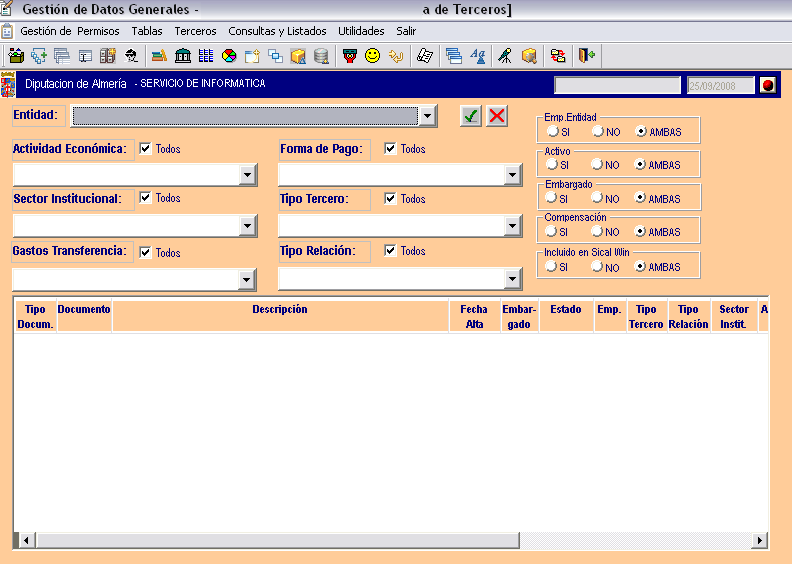 Gestión de Datos Generales - a de Terceros]
Gestión de Permisos Tablas Terceros Consultas y Listados Utilidades Salir
Diputacion de Almería - SERVICIO DE INFORMATICA 25/09/2008
Entidad:
Emp.Entidad
SI NO AMBAS
Actividad Económica: Todos Forma de Pago: Todos
Activo
SI NO AMBAS
Sector Institucional: Todos Tipo Tercero: Todos
Embargado
SI NO AMBAS
Compensación
SI NO AMBAS
Gastos Transferencia: Todos Tipo Relación: Todos
Incluido en Sical Win
SI NO AMBAS
Tipo Docum. Documento Descripción Fecha Alta Embar-gado Estado Emp. Tipo Tercero Tipo Relación Sector Instit. A